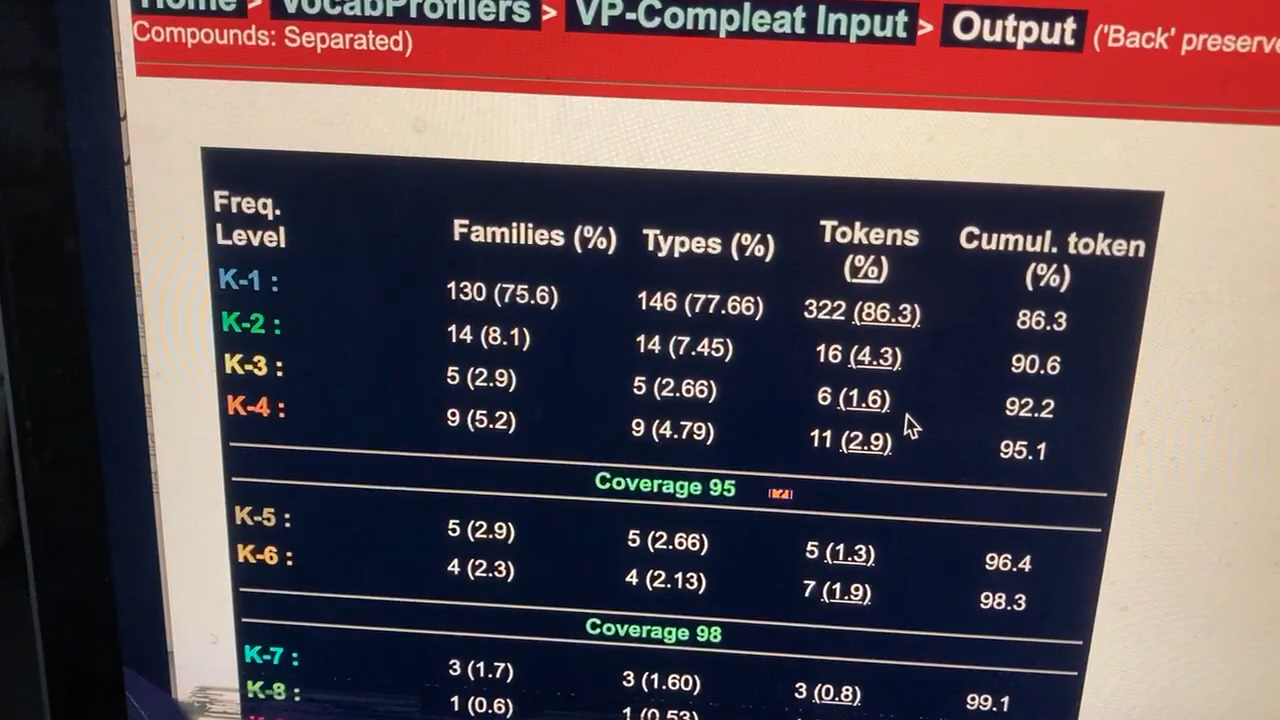 Home > VocabProfilers > VP-Compleat Input > Output ('Back' preserve
Compounds: Separated)
Freq. Level Families (%) Types (%) Tokens (%) Cumul. token (%)
K-1 : 130 (75.6) 146 (77.66) 322 (86.3) 86.3
K-2 : 14 (8.1) 14 (7.45) 16 (4.3) 90.6
K-3 : 5 (2.9) 5 (2.66) 6 (1.6) 92.2
K-4 : 9 (5.2) 9 (4.79) 11 (2.9) 95.1
Coverage 95
K-5 : 5 (2.9) 5 (2.66) 5 (1.3) 96.4
K-6 : 4 (2.3) 4 (2.13) 7 (1.9) 98.3
Coverage 98
K-7 : 3 (1.7) 3 (1.60) 3 (0.8) 99.1
K-8 : 1 (0.6) 1 (0.53)